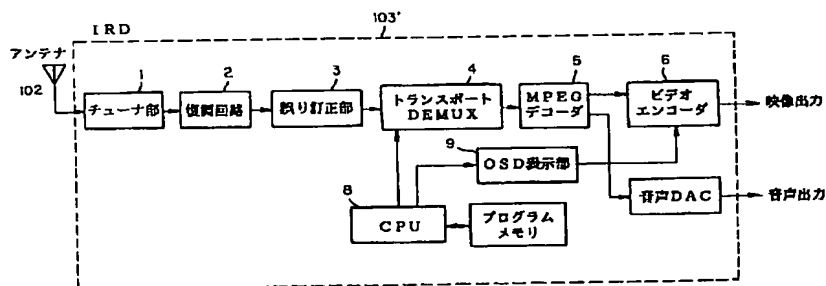 IRD
103'
アンテナ
102
1
チューナ部
2
復調回路
3
誤り訂正部
4
トランスポート
DEMUX
5
MPEG
デコーダ
6
ビデオ
エンコーダ
映像出力
9
OSD表示部
音声DAC
音声出力
8
CPU
プログラム
メモリ